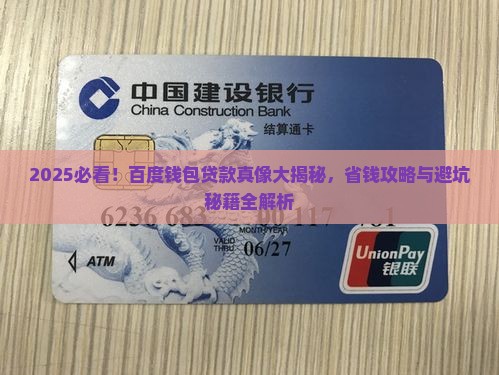 中国建设银行
China Construction Bank
结算通卡
2025必看！百度钱包贷款真像大揭秘，省钱攻略与避坑
秘籍全解析
MONTH/YEAR
VALID
THRU
06/27
ATM
UnionPay
银联